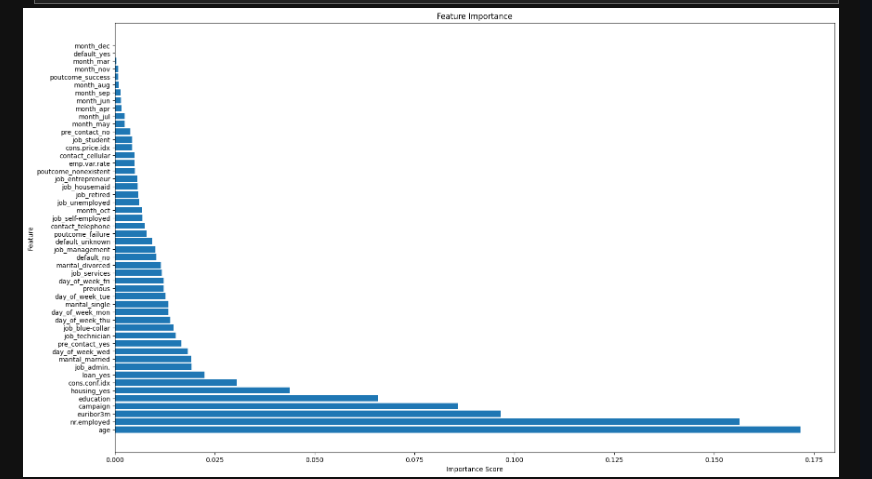 Feature Importance
month_dec
default_yes
month_mar
month_nov
poutcome_success
month_aug
month_sep
month_jun
month_apr
month_jul
month_may
pre_contact_no
job_student
cons.price.idx
contact_cellular
emp.var.rate
poutcome_nonexistent
job_entrepreneur
job_housemaid
job_retired
job_unemployed
month_oct
job_self-employed
contact_telephone
poutcome_failure
default_unknown
job_management
default_no
marital_divorced
job_services
day_of_week_fri
previous
day_of_week_tue
marital_single
day_of_week_mon
day_of_week_thu
job_blue-collar
job_technician
pre_contact_yes
day_of_week_wed
marital_married
job_admin.
loan_yes
cons.conf.idx
housing_yes
education
campaign
euribor3m
nr.employed
age
Feature
0.000 0.025 0.050 0.075 0.100 0.125 0.150 0.175
Importance Score